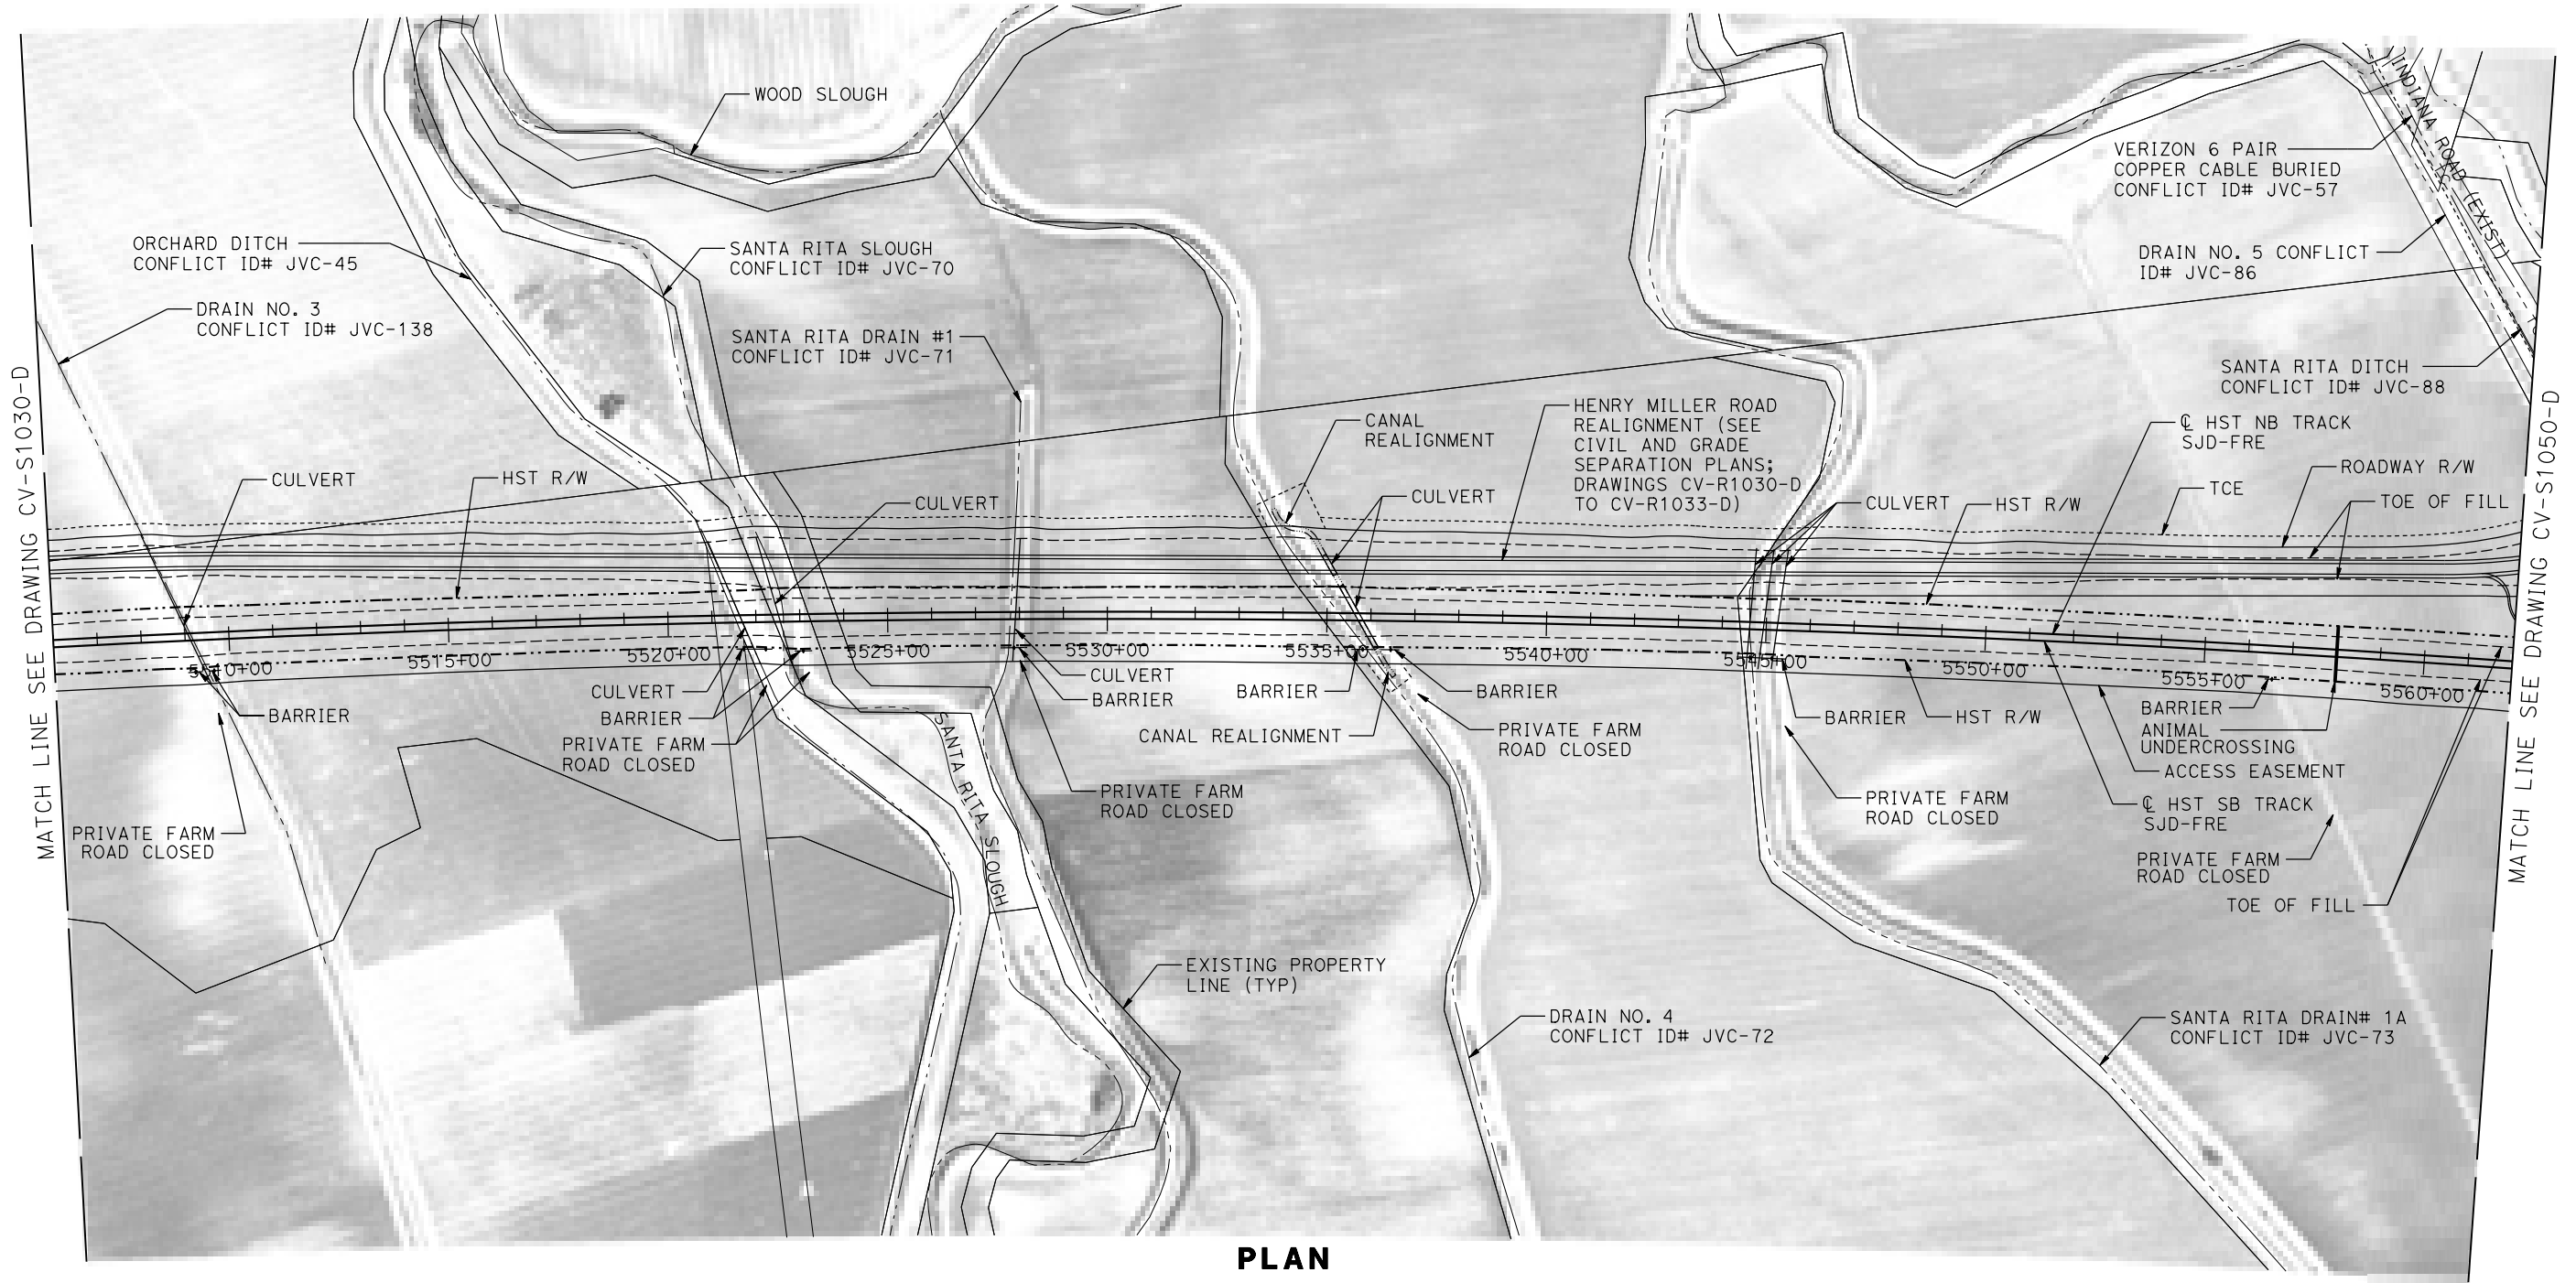 WOOD SLOUGH
INDIANA ROAD (EXIST)
VERIZON 6 PAIR
COPPER CABLE BURIED
CONFLICT ID# JVC-57
ORCHARD DITCH
CONFLICT ID# JVC-45
SANTA RITA SLOUGH
CONFLICT ID# JVC-70
DRAIN NO. 5 CONFLICT
ID# JVC-86
DRAIN NO. 3
CONFLICT ID# JVC-138
SANTA RITA DRAIN #1
CONFLICT ID# JVC-71
SANTA RITA DITCH
CONFLICT ID# JVC-88
MATCH LINE SEE DRAWING CV-S1030-D
CULVERT
HST R/W
CULVERT
CANAL
REALIGNMENT
CULVERT
HENRY MILLER ROAD
REALIGNMENT (SEE
CIVIL AND GRADE
SEPARATION PLANS;
DRAWINGS CV-R1030-D
TO CV-R1033-D)
CULVERT
HST R/W
℄ HST NB TRACK
SJD-FRE
ROADWAY R/W
TCE
TOE OF FILL
MATCH LINE SEE DRAWING CV-S1050-D
5510+00
5515+00
5520+00
5525+00
5530+00
5535+00
5540+00
5545+00
5550+00
5555+00
5560+00
BARRIER
PRIVATE FARM
ROAD CLOSED
CULVERT
BARRIER
PRIVATE FARM
ROAD CLOSED
SANTA RITA SLOUGH
CULVERT
BARRIER
PRIVATE FARM
ROAD CLOSED
BARRIER
CANAL REALIGNMENT
BARRIER
PRIVATE FARM
ROAD CLOSED
BARRIER
HST R/W
PRIVATE FARM
ROAD CLOSED
BARRIER
ANIMAL
UNDERCROSSING
ACCESS EASEMENT
℄ HST SB TRACK
SJD-FRE
PRIVATE FARM
ROAD CLOSED
TOE OF FILL
EXISTING PROPERTY
LINE (TYP)
DRAIN NO. 4
CONFLICT ID# JVC-72
SANTA RITA DRAIN# 1A
CONFLICT ID# JVC-73
PLAN